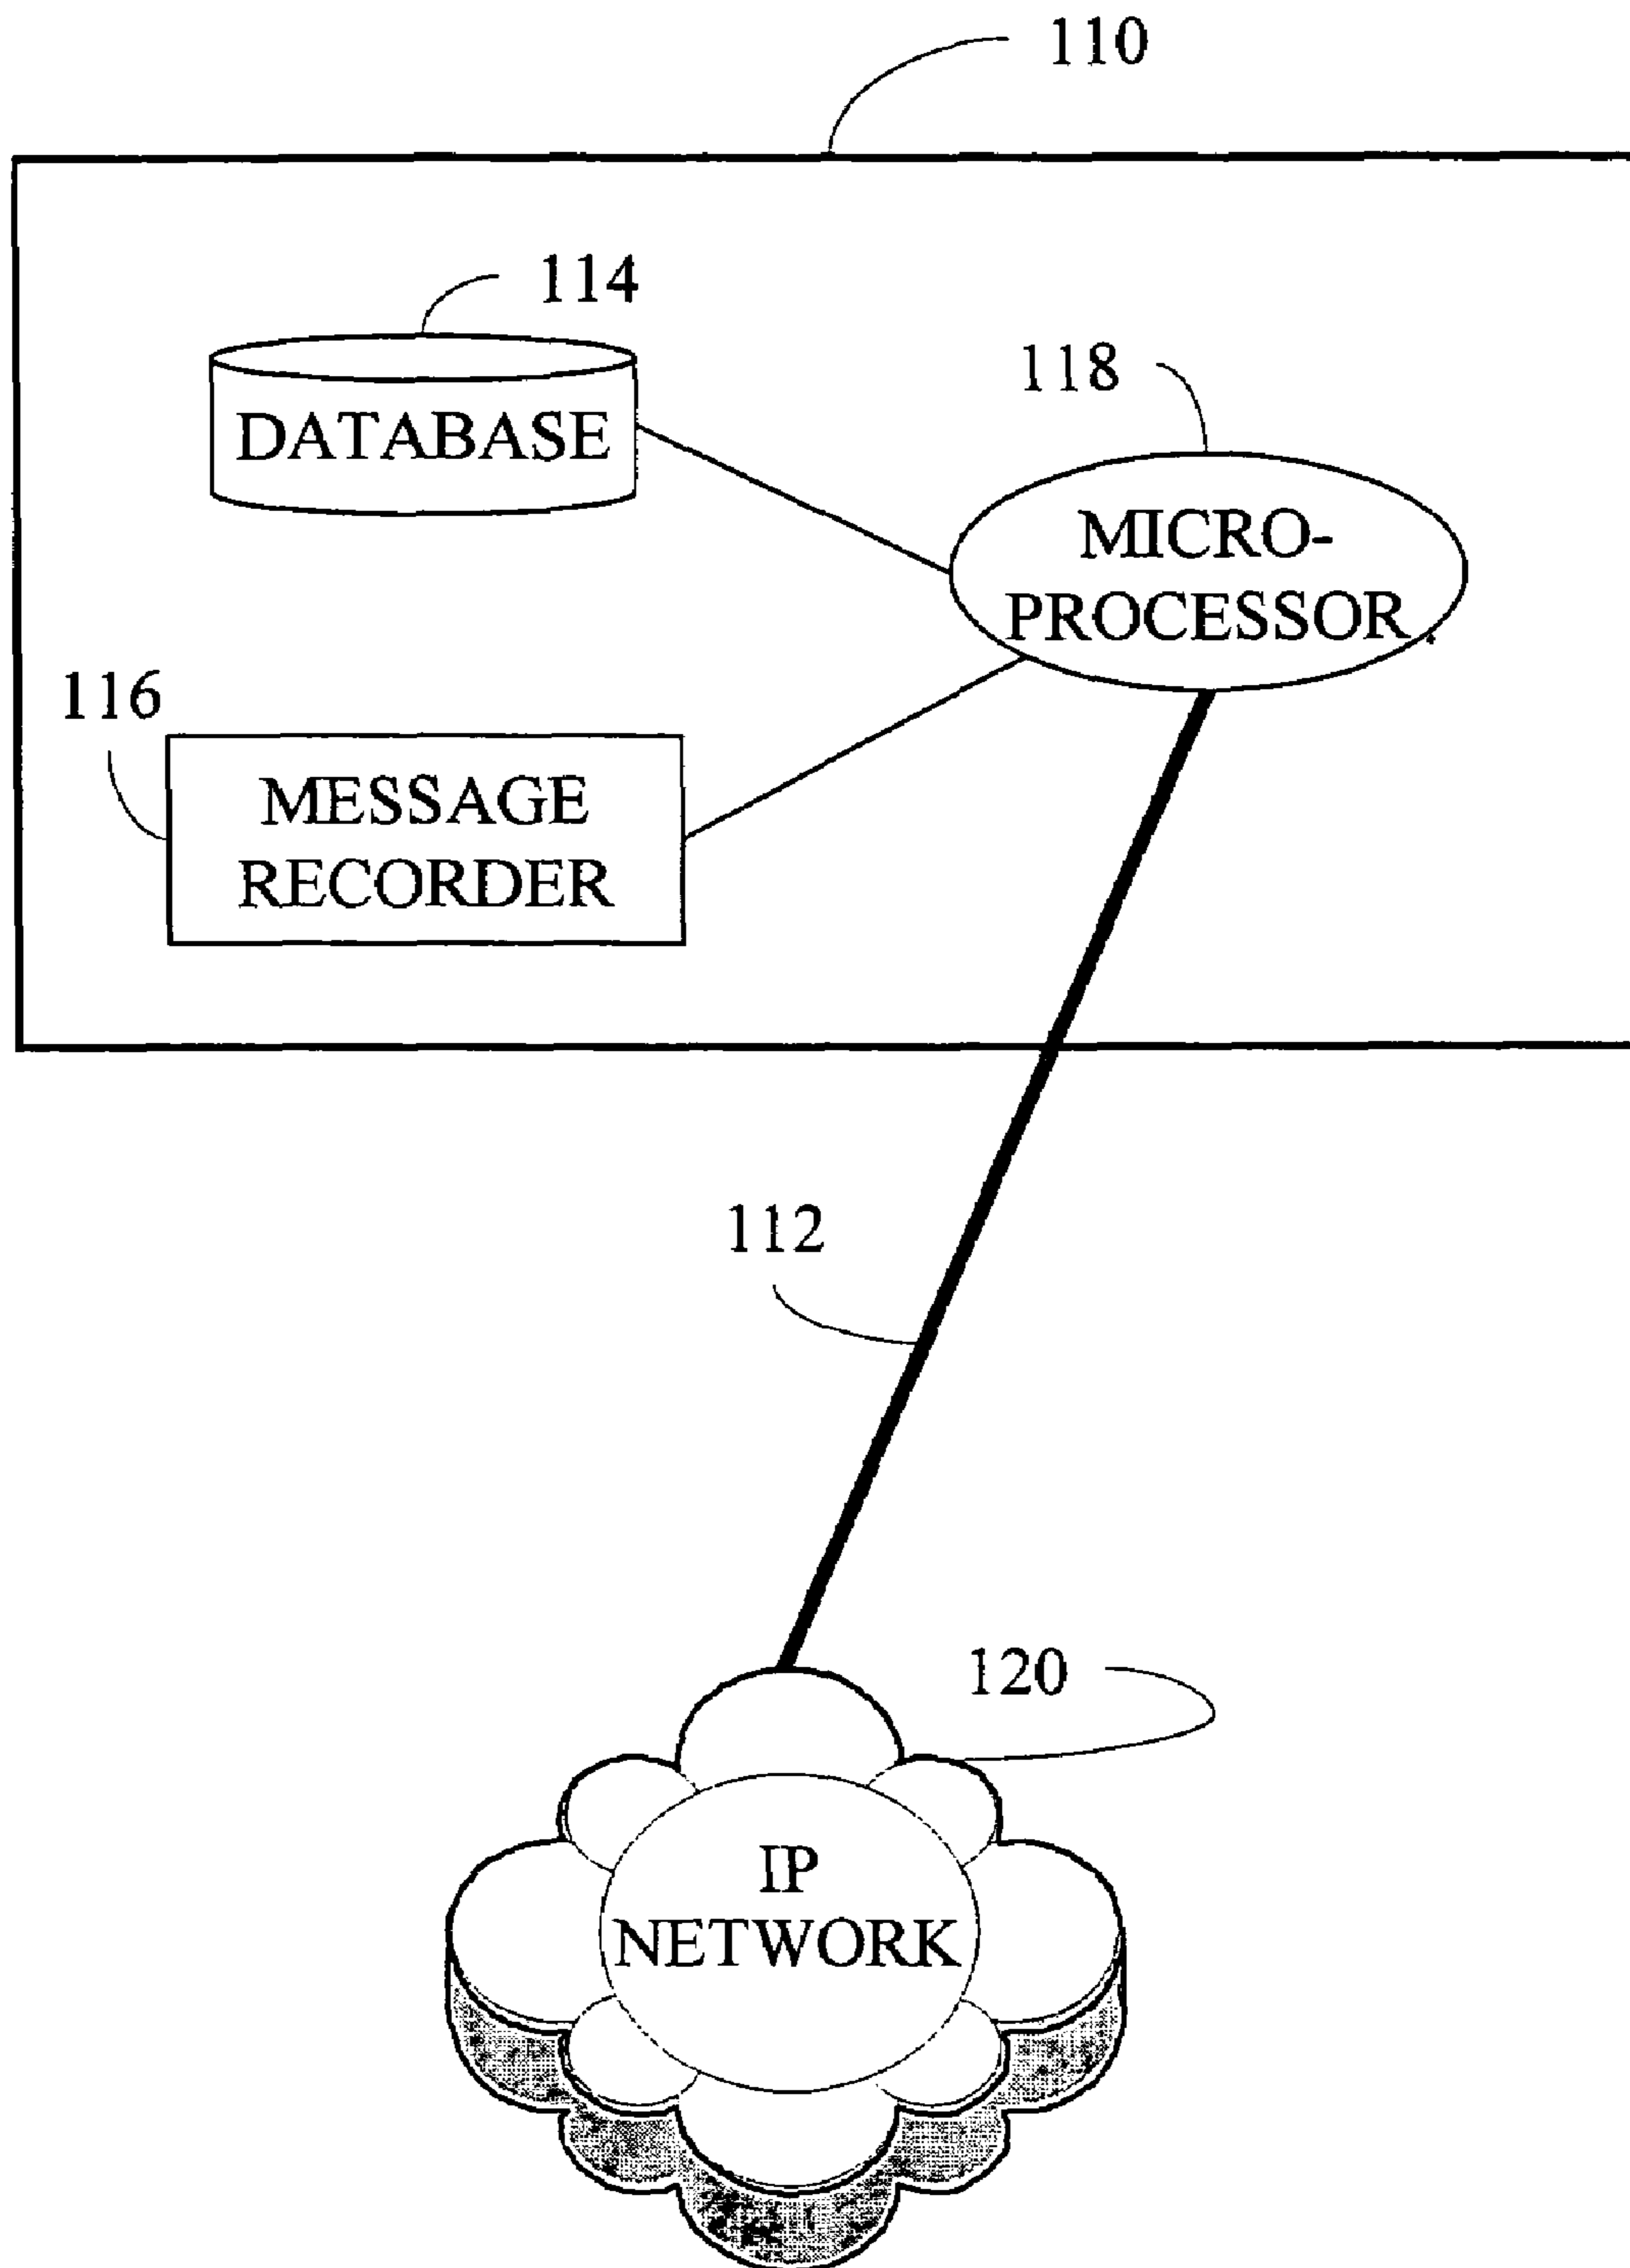 110
114
DATABASE
118
MICRO-
PROCESSOR
116
MESSAGE
RECORDER
112
120
IP
NETWORK